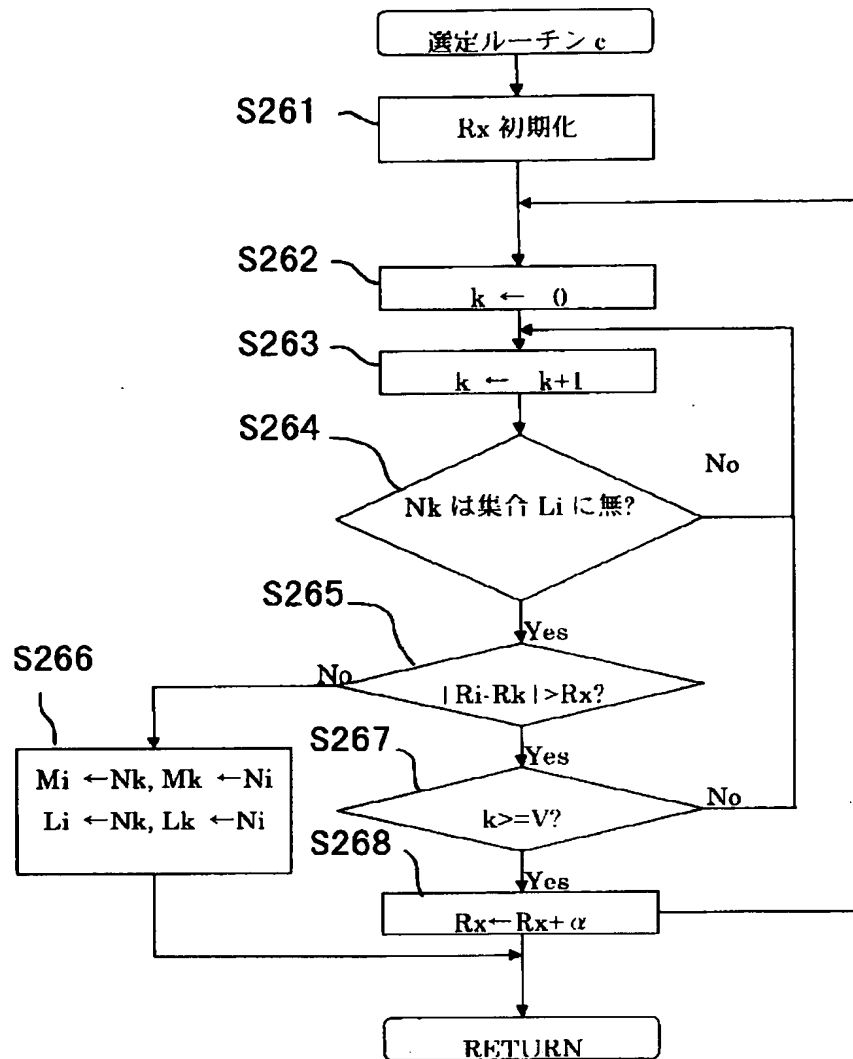 選定ルーチン c
S261
Rx 初期化
S262
k ← 0
S263
k ← k+1
S264
No
Nk は集合 Li に無?
S265
Yes
S266
No
|Ri-Rk|>Rx?
S267
Yes
Mi ←Nk, Mk ←Ni
Li ←Nk, Lk ←Ni
k>=V?
No
S268
Yes
Rx←Rx+α
RETURN